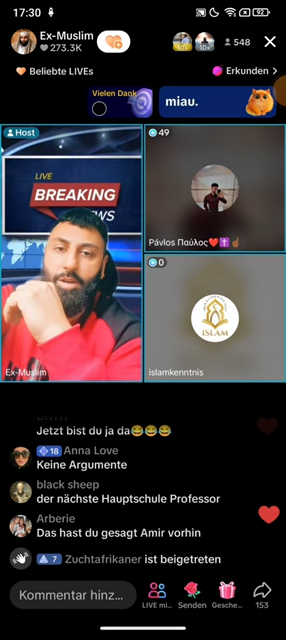 17:30
92
Ex-Muslim
273.3K
10+
548
Beliebte LIVEs
Erkunden >
Vielen Dank
miau.
Host
49
LIVE
BREAKING
NEWS
Pávlos Παύλος❤️✝️☝🏾
0
iSLAM
Ex-Muslim
islamkenntnis
Jetzt bist du ja da😂😂😂
18 Anna Love
Keine Argumente
black sheep
der nächste Hauptschule Professor
Arberie
Das hast du gesagt Amir vorhin
7 Zuchtafrikaner ist beigetreten
Kommentar hinz...
LIVE mi...
Senden
Gesche...
153